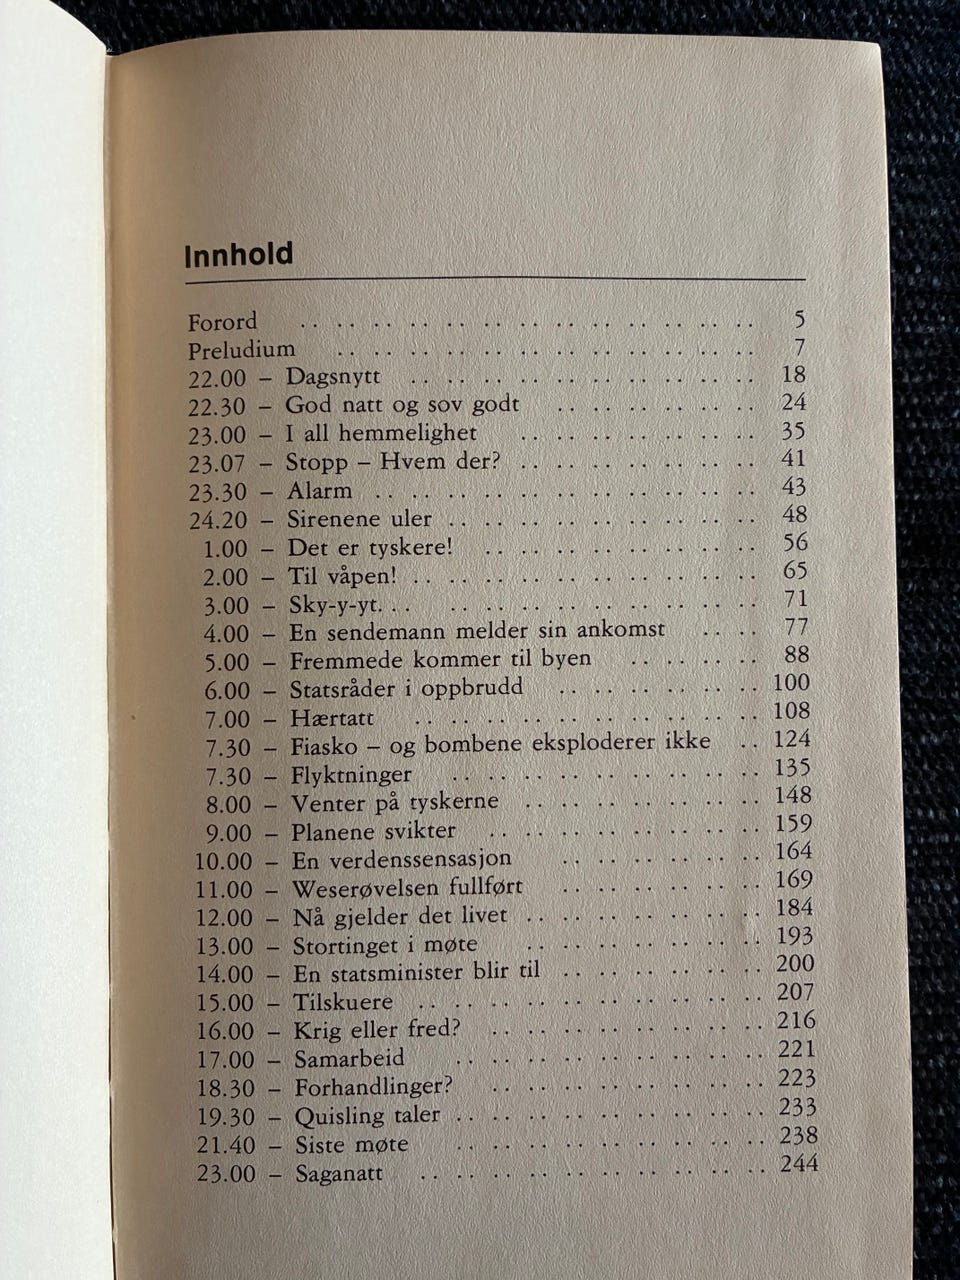 Innhold
Forord .. .. .. .. .. .. .. .. .. .. .. .. .. 5
Preludium .. .. .. .. .. .. .. .. .. .. .. .. 7
22.00 – Dagsnytt .. .. .. .. .. .. .. .. .. .. 18
22.30 – God natt og sov godt .. .. .. .. .. .. 24
23.00 – I all hemmelighet .. .. .. .. .. .. .. 35
23.07 – Stopp – Hvem der? .. .. .. .. .. .. .. 41
23.30 – Alarm .. .. .. .. .. .. .. .. .. .. .. 43
24.20 – Sirenene uler .. .. .. .. .. .. .. .. .. 48
1.00 – Det er tyskere! .. .. .. .. .. .. .. .. 56
2.00 – Til våpen! .. .. .. .. .. .. .. .. .. .. 65
3.00 – Sky-y-yt. . . .. .. .. .. .. .. .. .. .. 71
4.00 – En sendemann melder sin ankomst .. .. 77
5.00 – Fremmede kommer til byen .. .. .. .. 88
6.00 – Statsråder i oppbrudd .. .. .. .. .. .. 100
7.00 – Hærtatt .. .. .. .. .. .. .. .. .. .. 108
7.30 – Fiasko – og bombene eksploderer ikke .. 124
7.30 – Flyktninger .. .. .. .. .. .. .. .. .. 135
8.00 – Venter på tyskerne .. .. .. .. .. .. .. 148
9.00 – Planene svikter .. .. .. .. .. .. .. .. 159
10.00 – En verdenssensasjon .. .. .. .. .. .. 164
11.00 – Weserøvelsen fullført .. .. .. .. .. .. 169
12.00 – Nå gjelder det livet .. .. .. .. .. .. .. 184
13.00 – Stortinget i møte .. .. .. .. .. .. .. 193
14.00 – En statsminister blir til .. .. .. .. .. .. 200
15.00 – Tilskuere .. .. .. .. .. .. .. .. .. .. 207
16.00 – Krig eller fred? .. .. .. .. .. .. .. .. 216
17.00 – Samarbeid .. .. .. .. .. .. .. .. .. 221
18.30 – Forhandlinger? .. .. .. .. .. .. .. .. 223
19.30 – Quisling taler .. .. .. .. .. .. .. .. .. 233
21.40 – Siste møte .. .. .. .. .. .. .. .. .. 238
23.00 – Saganatt .. .. .. .. .. .. .. .. .. .. 244